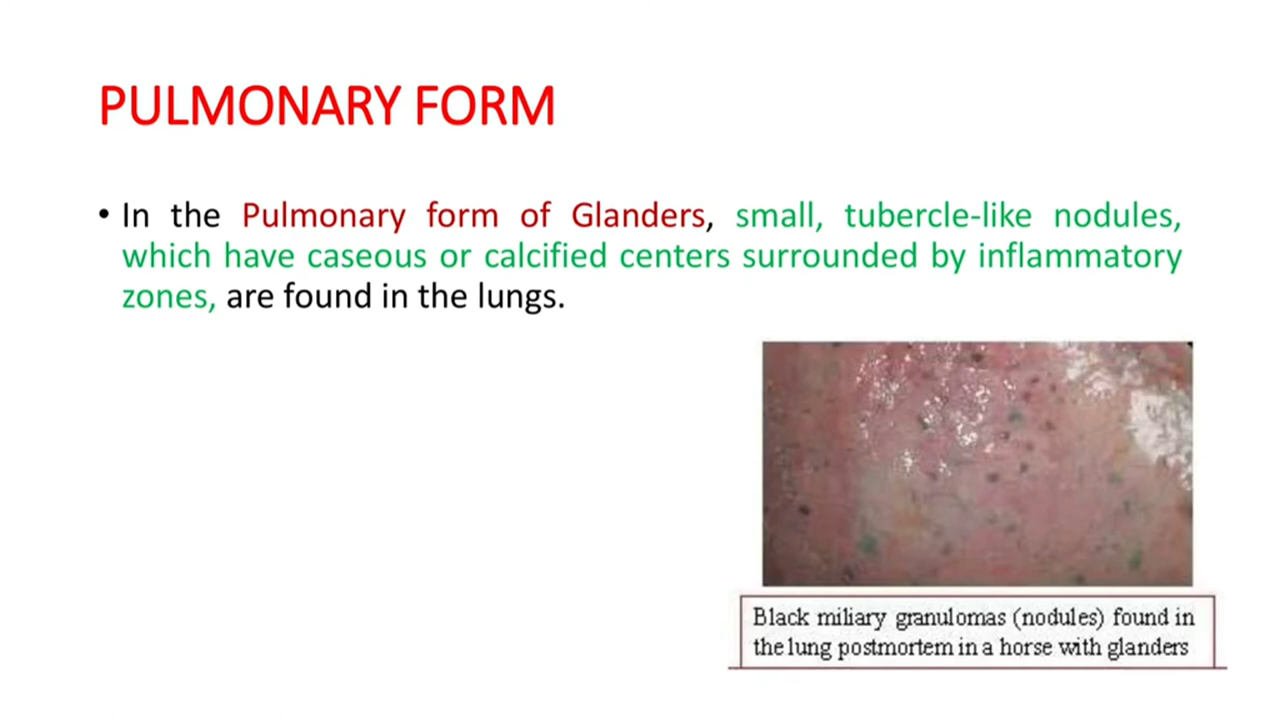 PULMONARY FORM
• In the Pulmonary form of Glanders, small, tubercle-like nodules,
which have caseous or calcified centers surrounded by inflammatory
zones, are found in the lungs.
Black miliary granulomas (nodules) found in
the lung postmortem in a horse with glanders